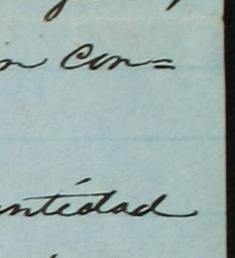 n con=
ntidad